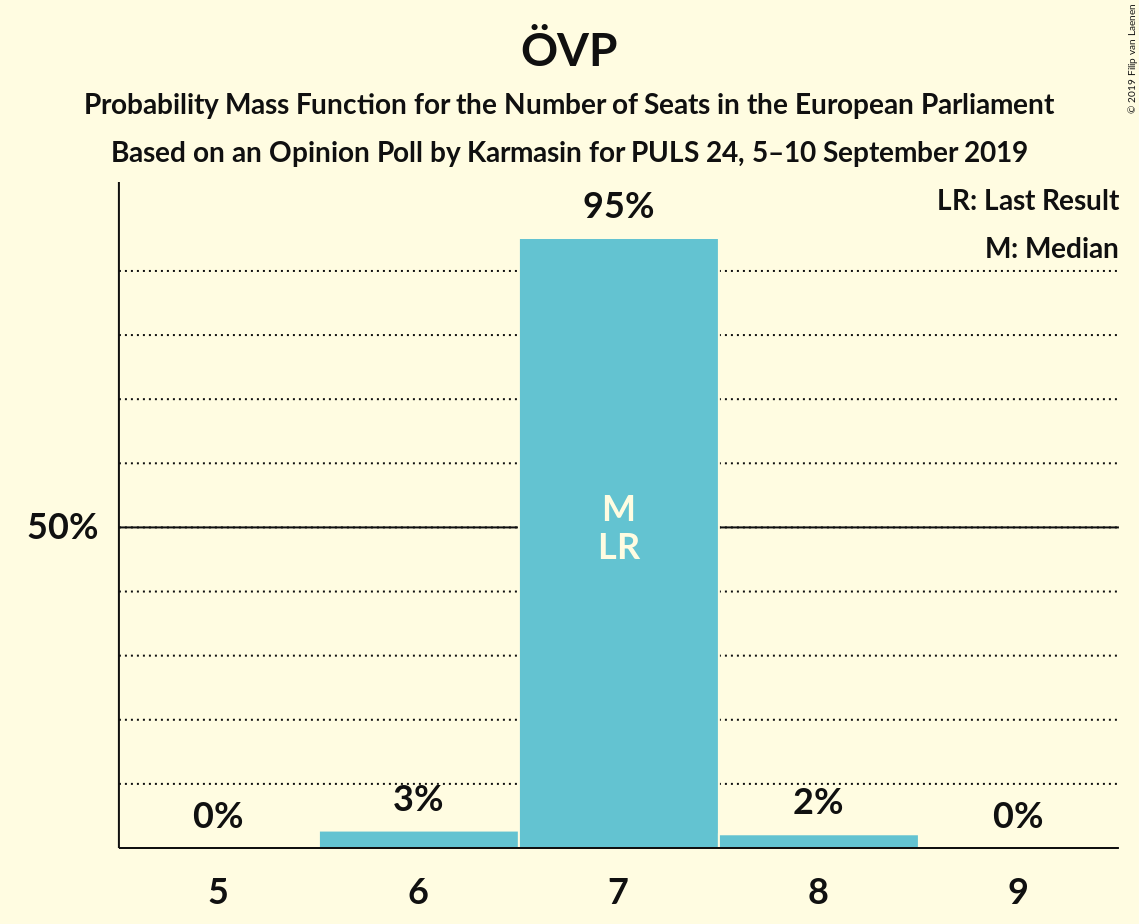 ÖVP
Probability Mass Function for the Number of Seats in the European Parliament
Based on an Opinion Poll by Karmasin for PULS 24, 5–10 September 2019
© 2019 Filip van Laenen
LR: Last Result
M: Median
95%
50%
M
LR
0%
3%
2%
0%
5
6
7
8
9